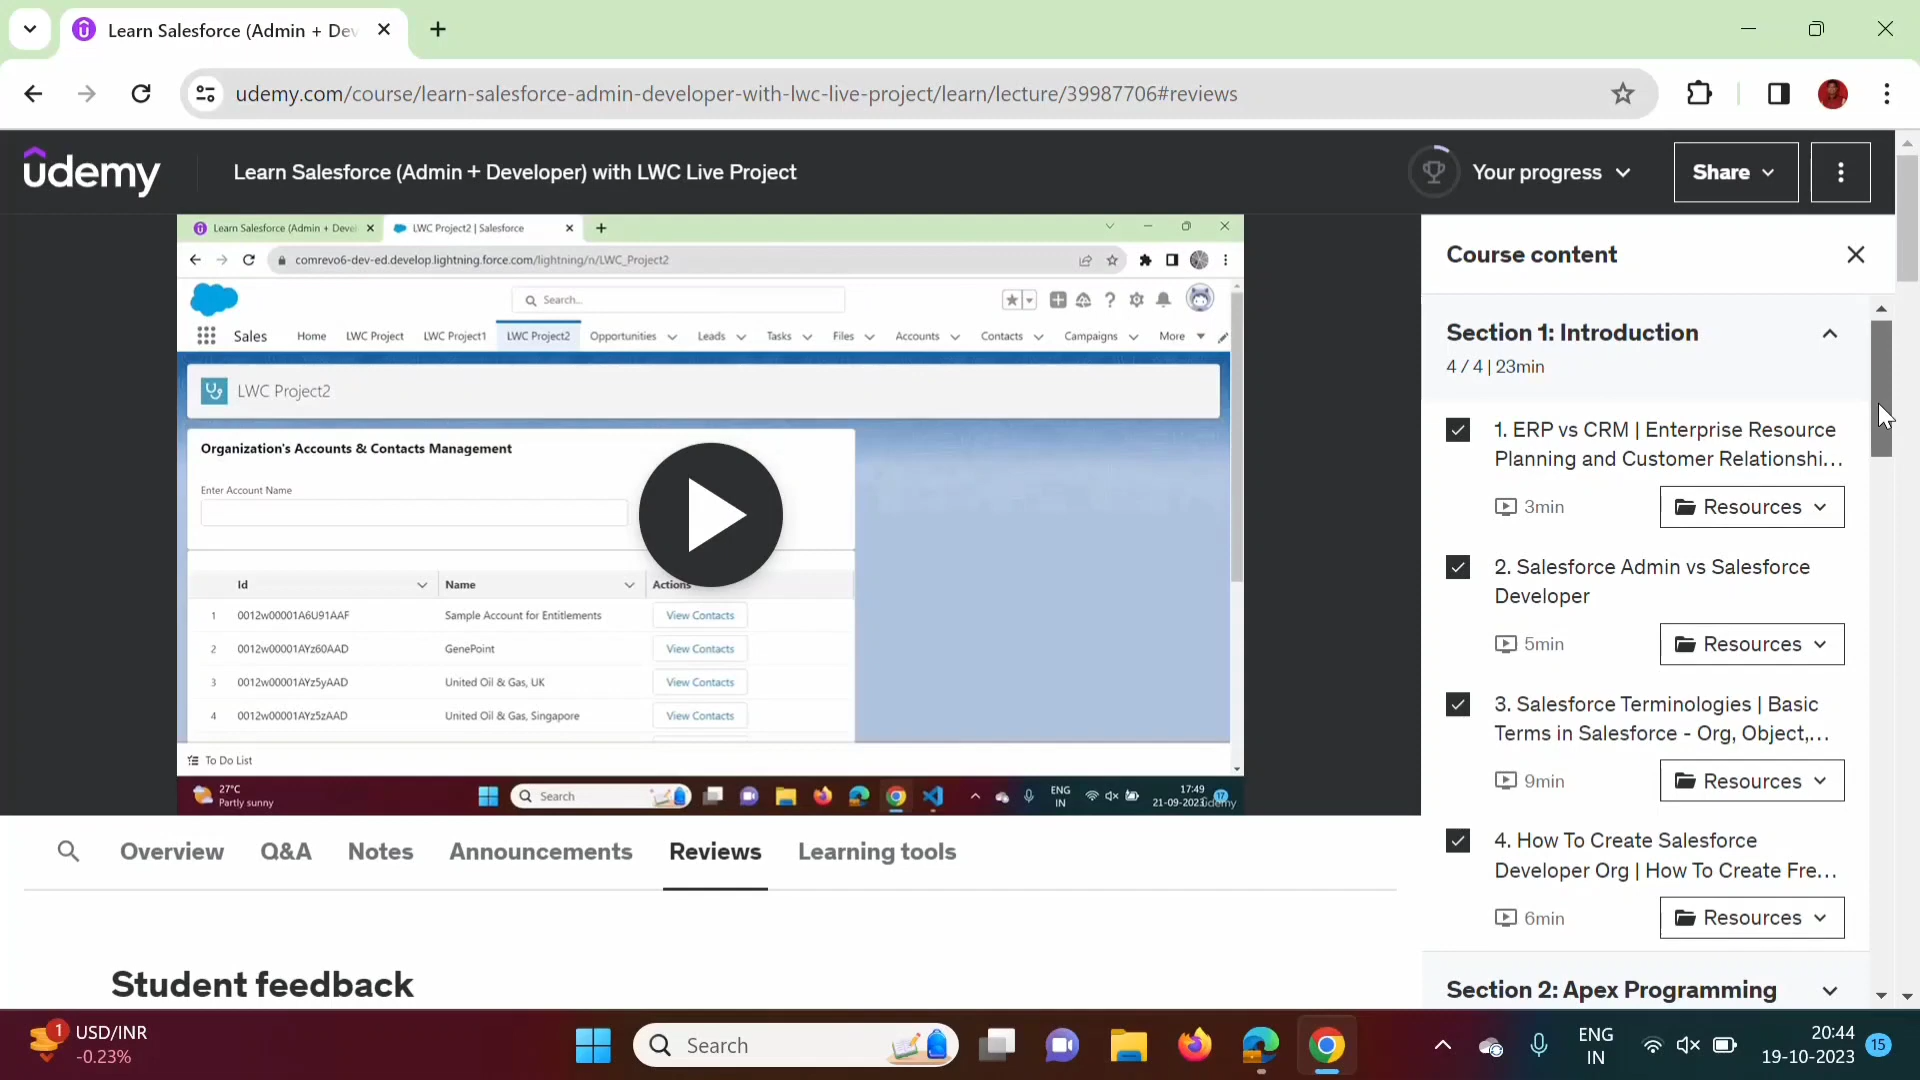 Learn Salesforce (Admin + Dev
udemy.com/course/learn-salesforce-admin-developer-with-lwc-live-project/learn/lecture/39987706#reviews
udemy
Learn Salesforce (Admin + Developer) with LWC Live Project
Your progress
Share
Learn Salesforce (Admin + Devel
LWC Project2 | Salesforce
comrevo6-dev-ed.develop.lightning.force.com/lightning/n/LWC_Project2
Search...
Sales Home LWC Project LWC Project1 LWC Project2 Opportunities Leads Tasks Files Accounts Contacts Campaigns More
LWC Project2
Organization's Accounts & Contacts Management
Enter Account Name
Id Name Actions
1 0012w00001A6U91AAF Sample Account for Entitlements View Contacts
2 0012w00001AYz60AAD GenePoint View Contacts
3 0012w00001AYz5yAAD United Oil & Gas, UK View Contacts
4 0012w00001AYz5zAAD United Oil & Gas, Singapore View Contacts
To Do List
27°C
Partly sunny
Search
ENG
IN
17:49
21-09-2023
udemy
Course content
Section 1: Introduction
4 / 4 | 23min
1. ERP vs CRM | Enterprise Resource
Planning and Customer Relationshi...
3min
Resources
2. Salesforce Admin vs Salesforce
Developer
5min
Resources
3. Salesforce Terminologies | Basic
Terms in Salesforce - Org, Object,...
9min
Resources
4. How To Create Salesforce
Developer Org | How To Create Fre...
6min
Resources
Section 2: Apex Programming
Overview Q&A Notes Announcements Reviews Learning tools
Student feedback
1
USD/INR
-0.23%
Search
ENG
IN
20:44
19-10-2023
15